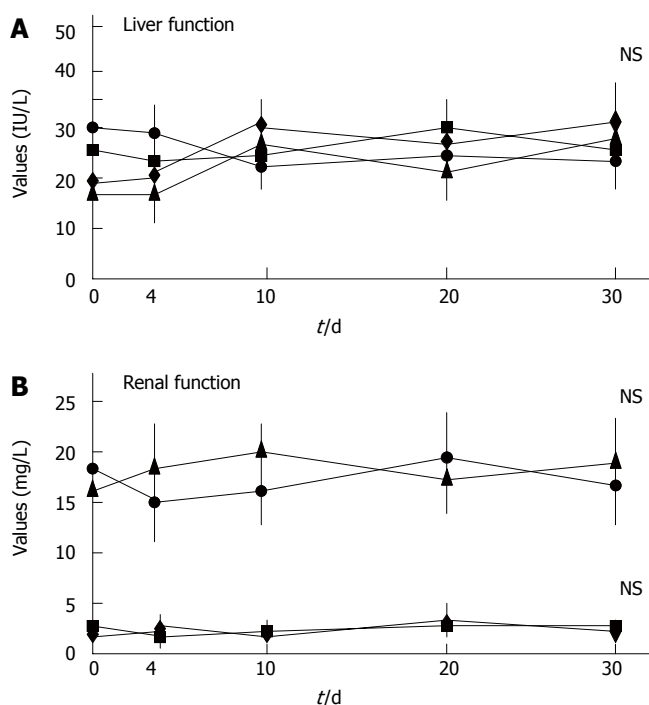 A
Liver function
NS
Values (IU/L)
50
40
30
20
10
0
0 4 10 20 30
t/d
B
Renal function
NS
Values (mg/L)
25
20
15
10
5
0
NS
0 4 10 20 30
t/d